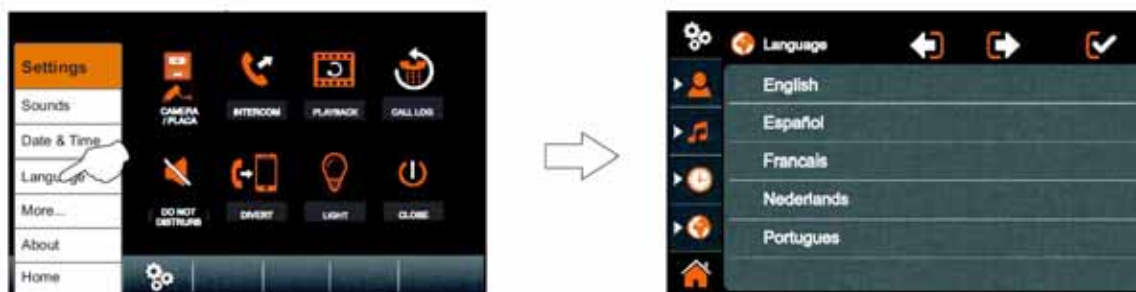 Settings
Sounds
Date & Time
Language
More...
About
Home
CAMERA
/ PLACA
INTERCOM
PLAYBACK
CALL LOG
DO NOT
DISTRURB
DIVERT
LIGHT
CLOSE
Language
English
Español
Francais
Nederlands
Portugues